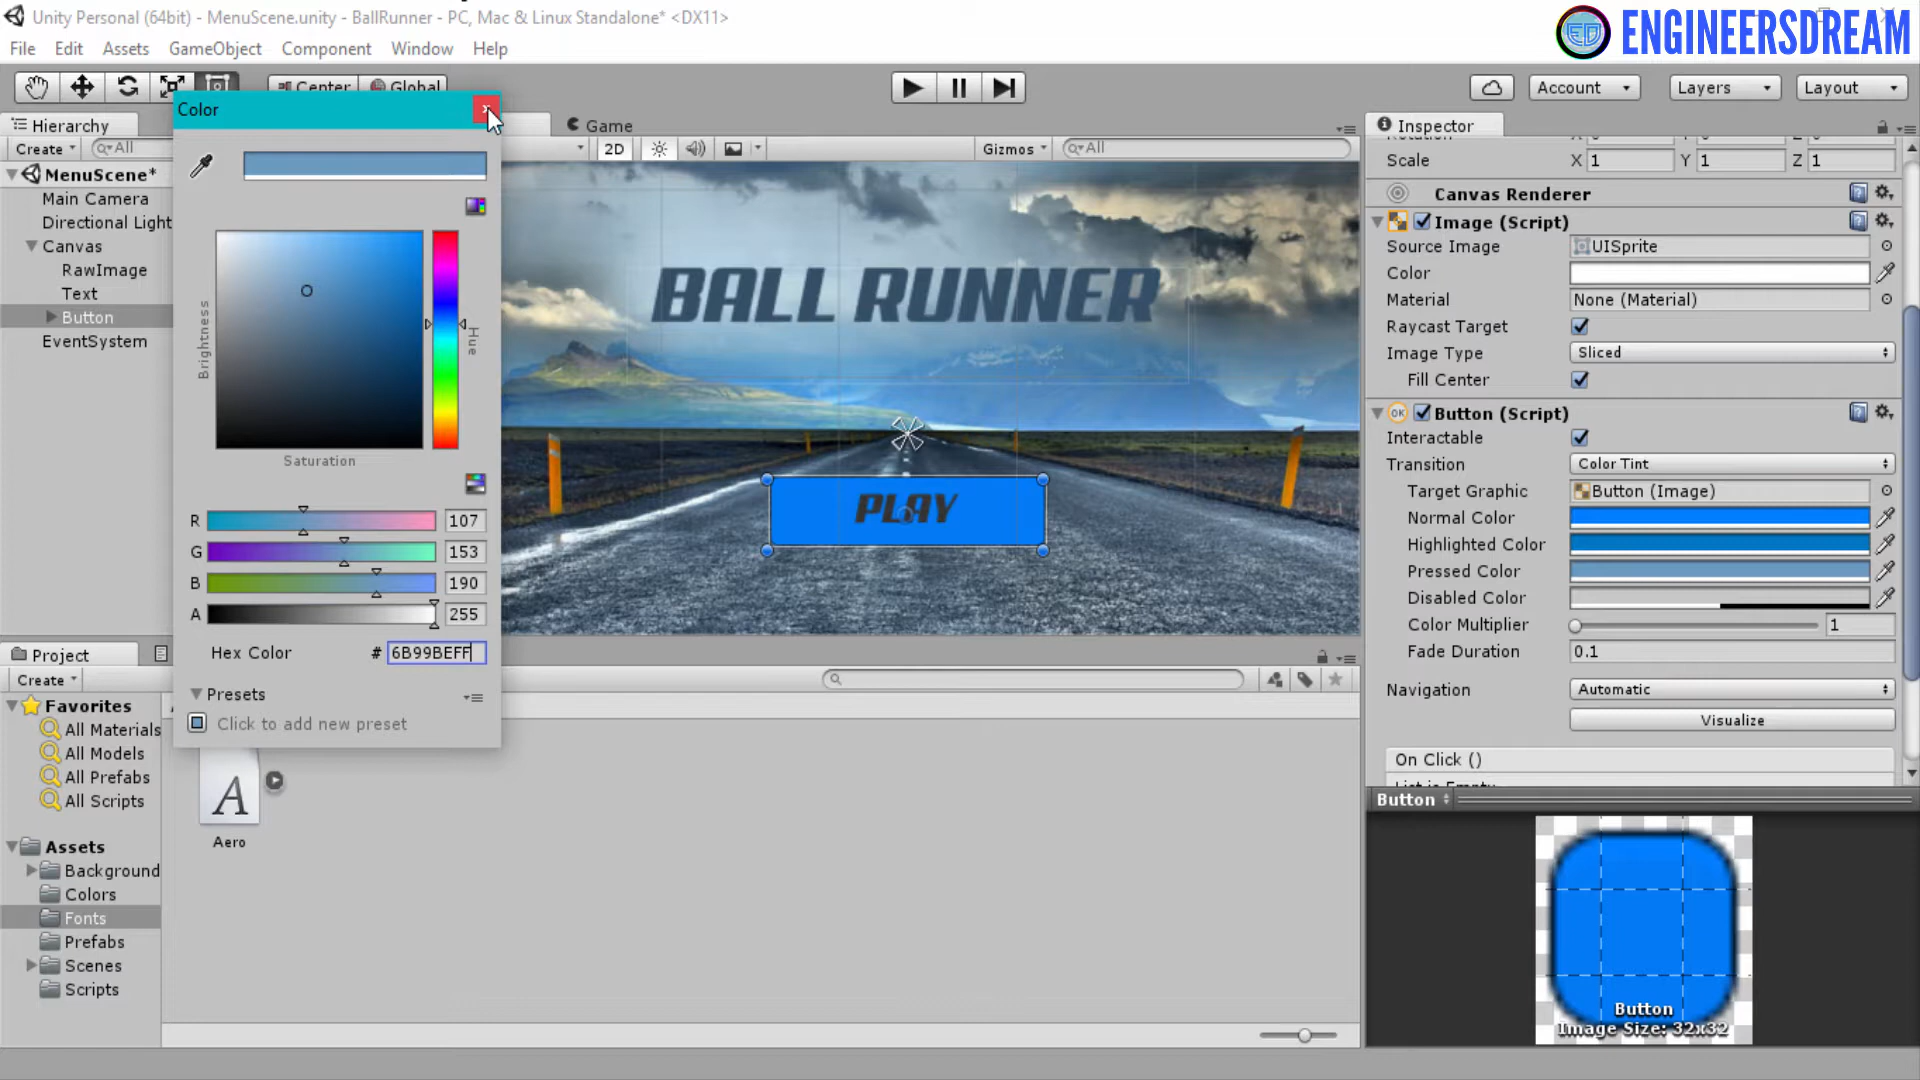 Unity Personal (64bit) - MenuScene.unity - BallRunner - PC, Mac & Linux Standalone* <DX11>
ENGINEERSDREAM
File Edit Assets GameObject Component Window Help
Center Global
Account Layers Layout
Color
Hierarchy
Create All
MenuScene*
Main Camera
Directional Light
Canvas
RawImage
Text
Button
EventSystem
Brightness
Hue
Saturation
R 107
G 153
B 190
A 255
Hex Color # 6B99BEFF
Presets
Click to add new preset
Game
2D
Gizmos All
BALL RUNNER
PLAY
Inspector
Scale X 1 Y 1 Z 1
Canvas Renderer
Image (Script)
Source Image UISprite
Color
Material None (Material)
Raycast Target
Image Type Sliced
Fill Center
OK Button (Script)
Interactable
Transition Color Tint
Target Graphic Button (Image)
Normal Color
Highlighted Color
Pressed Color
Disabled Color
Color Multiplier 1
Fade Duration 0.1
Navigation Automatic
Visualize
On Click ()
Button
Button
Image Size: 32x32
Project
Create
Favorites
All Materials
All Models
All Prefabs
All Scripts
Assets
Background
Colors
Fonts
Prefabs
Scenes
Scripts
A
Aero